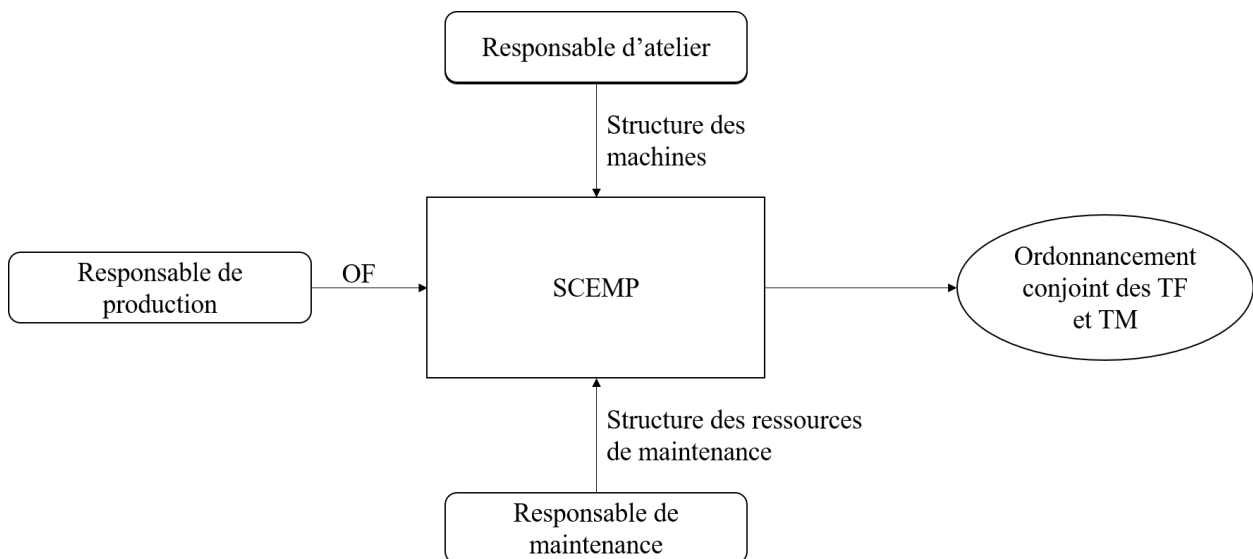 Responsable d’atelier
Structure des
machines
Responsable de
production
OF
SCEMP
Ordonnancement
conjoint des TF
et TM
Structure des ressources
de maintenance
Responsable de
maintenance